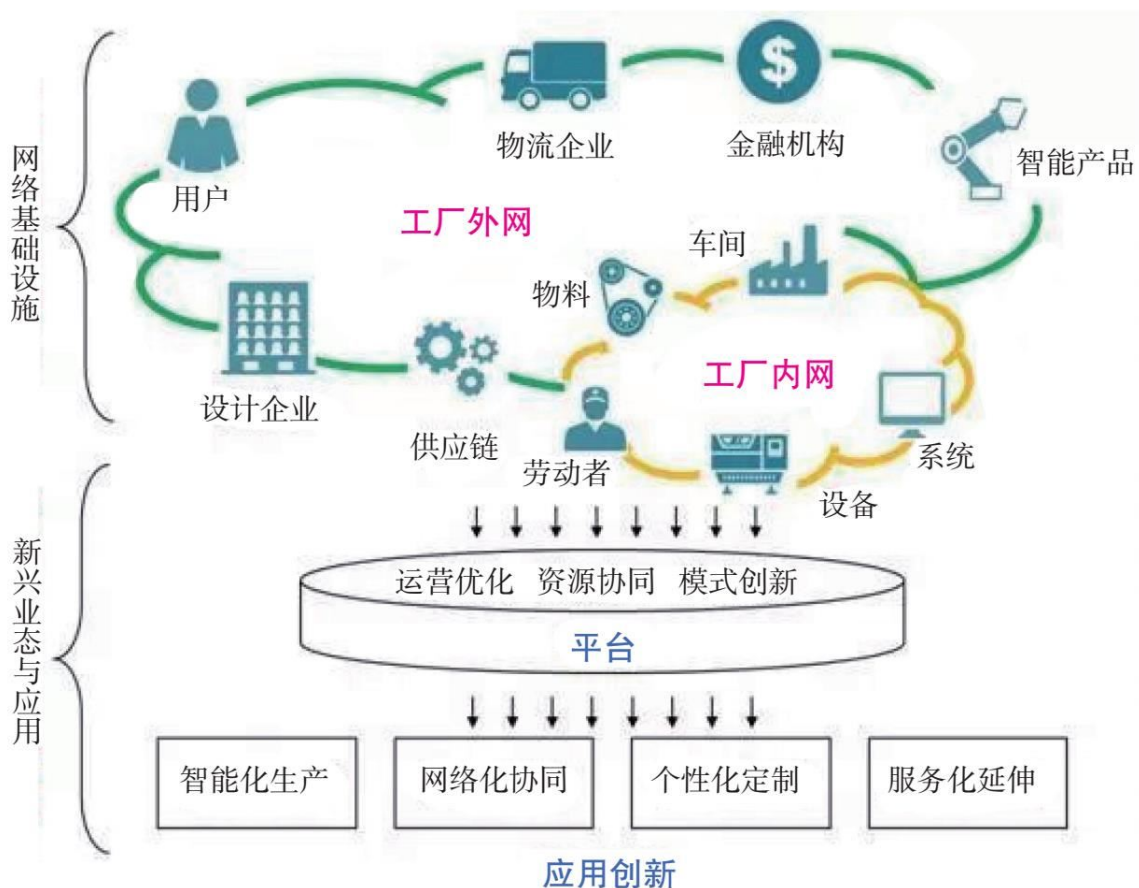 网络基础设施
用户
物流企业
金融机构
智能产品
工厂外网
车间
物料
工厂内网
设计企业
供应链
劳动者
设备
系统
新兴业态与应用
运营优化 资源协同 模式创新
平台
智能化生产
网络化协同
个性化定制
服务化延伸
应用创新